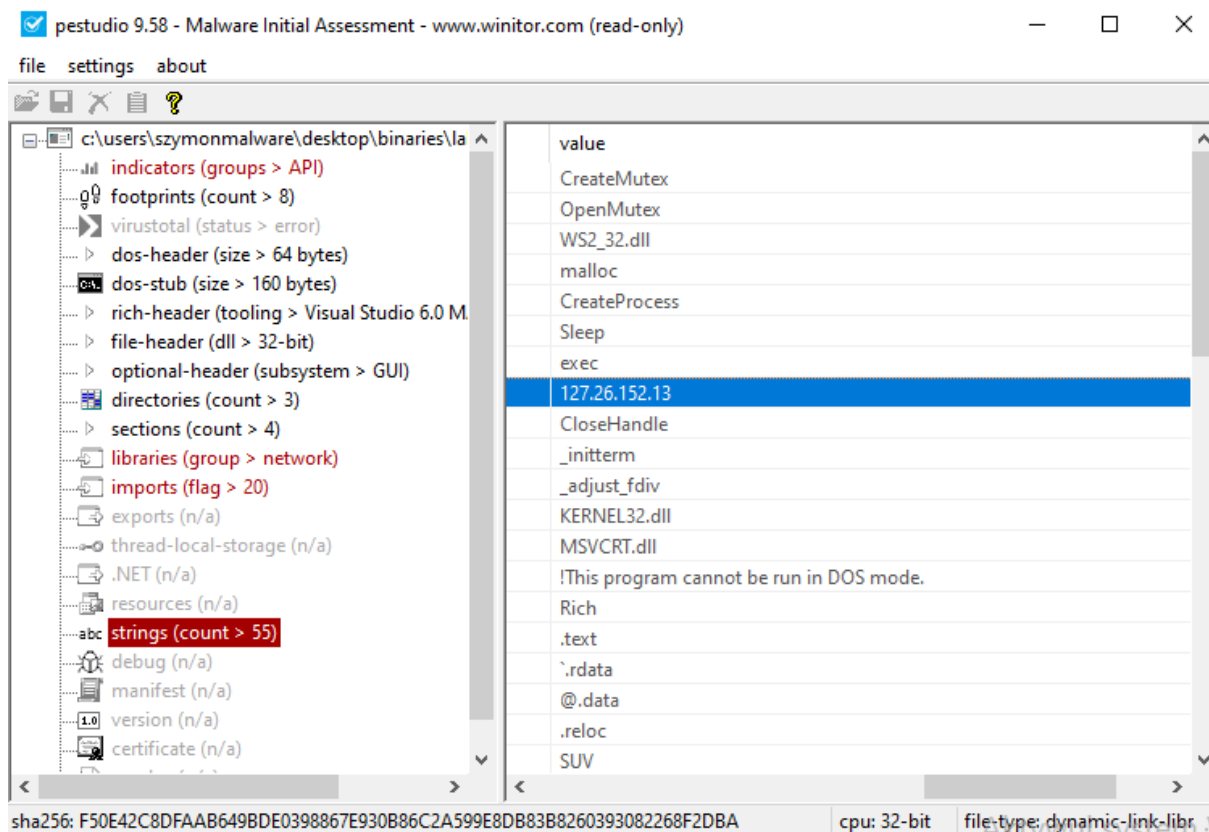 pestudio 9.58 - Malware Initial Assessment - www.winitor.com (read-only)
file settings about
c:\users\szymonmalware\desktop\binaries\la
indicators (groups > API)
footprints (count > 8)
virustotal (status > error)
dos-header (size > 64 bytes)
dos-stub (size > 160 bytes)
rich-header (tooling > Visual Studio 6.0 M
file-header (dll > 32-bit)
optional-header (subsystem > GUI)
directories (count > 3)
sections (count > 4)
libraries (group > network)
imports (flag > 20)
exports (n/a)
thread-local-storage (n/a)
.NET (n/a)
resources (n/a)
abc strings (count > 55)
debug (n/a)
manifest (n/a)
1.0 version (n/a)
certificate (n/a)
value
CreateMutex
OpenMutex
WS2_32.dll
malloc
CreateProcess
Sleep
exec
127.26.152.13
CloseHandle
_initterm
_adjust_fdiv
KERNEL32.dll
MSVCRT.dll
!This program cannot be run in DOS mode.
Rich
.text
`.rdata
@.data
.reloc
SUV
sha256: F50E42C8DFAAB649BDE0398867E930B86C2A599E8DB83B8260393082268F2DBA
cpu: 32-bit
file-type: dynamic-link-libr